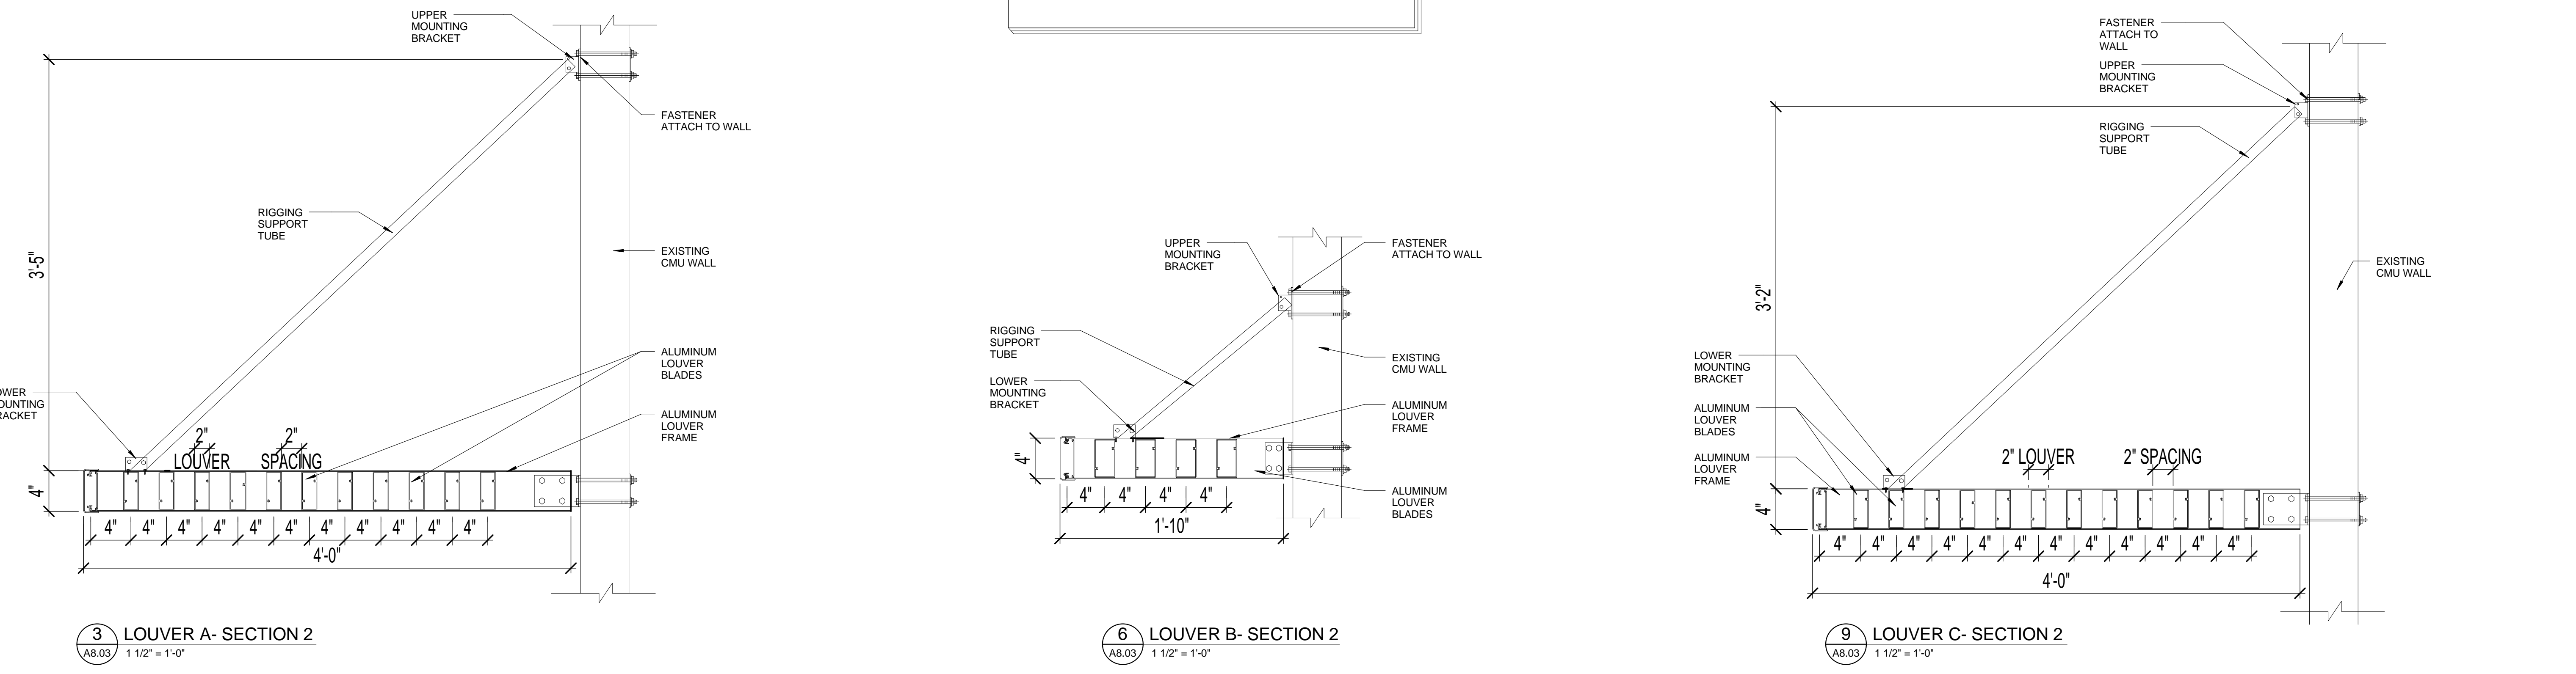 UPPER
MOUNTING
BRACKET
FASTENER
ATTACH TO WALL
RIGGING
SUPPORT
TUBE
3'-5"
EXISTING
CMU WALL
ALUMINUM
LOUVER
BLADES
OWER
OUNTING
RACKET
ALUMINUM
LOUVER
FRAME
2" 2"
LOUVER SPACING
4"
4" 4" 4" 4" 4" 4" 4" 4" 4" 4" 4"
4'-0"
3 LOUVER A- SECTION 2
A8.03 1 1/2" = 1'-0"
UPPER
MOUNTING
BRACKET
FASTENER
ATTACH TO WALL
RIGGING
SUPPORT
TUBE
EXISTING
CMU WALL
LOWER
MOUNTING
BRACKET
ALUMINUM
LOUVER
FRAME
4"
4" 4" 4" 4"
ALUMINUM
LOUVER
BLADES
1'-10"
6 LOUVER B- SECTION 2
A8.03 1 1/2" = 1'-0"
FASTENER
ATTACH TO
WALL
UPPER
MOUNTING
BRACKET
RIGGING
SUPPORT
TUBE
EXISTING
CMU WALL
3'-2"
LOWER
MOUNTING
BRACKET
ALUMINUM
LOUVER
BLADES
ALUMINUM
LOUVER
FRAME
2" LOUVER 2" SPACING
4"
4" 4" 4" 4" 4" 4" 4" 4" 4" 4" 4" 4"
4'-0"
9 LOUVER C- SECTION 2
A8.03 1 1/2" = 1'-0"